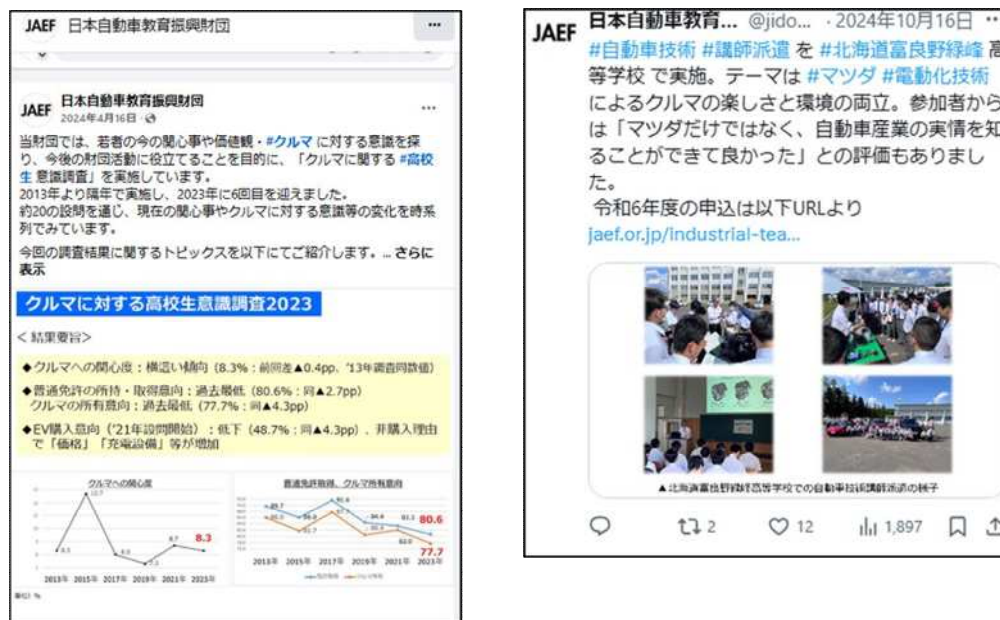 JAEF 日本自動車教育振興財団 ...
JAEF 日本自動車教育振興財団 ...
2024年4月16日
当財団では、若者の今の関心事や価値観・#クルマ に対する意識を探
り、今後の財団活動に役立てることを目的に、「クルマに関する #高校
生 意識調査」を実施しています。
2013年より隔年で実施し、2023年に6回目を迎えました。
約20の設問を通じ、現在の関心事やクルマに対する意識等の変化を時系
列でみています。
今回の調査結果に関するトピックスを以下にてご紹介します。... さらに
表示
クルマに対する高校生意識調査2023
<結果要旨>
◆クルマへの関心度：横這い傾向（8.3%：前回差▲0.4pp、'13年調査同数値）
◆普通免許の所持・取得意向：過去最低（80.6%：同▲2.7pp）
クルマの所有意向：過去最低（77.7%：同▲4.3pp）
◆EV購入意向（'21年設問開始）：低下（48.7%：同▲4.3pp）、非購入理由
で「価格」「充電設備」等が増加
クルマへの関心度
8.3
2013年 2015年 2017年 2019年 2021年 2023年
普通免許取得、クルマ所有意向
80.6
77.7
2013年 2015年 2017年 2019年 2021年 2023年
単位：%
JAEF 日本自動車教育... @jido... · 2024年10月16日
#自動車技術 #講師派遣 を #北海道富良野緑峰 高
等学校 で実施。テーマは #マツダ #電動化技術
によるクルマの楽しさと環境の両立。参加者から
は「マツダだけではなく、自動車産業の実情を知
ることができて良かった」との評価もありまし
た。
令和6年度の申込は以下URLより
jaef.or.jp/industrial-tea...
▲北海道富良野緑峰高等学校での自動車技術講師派遣の様子
2 12 1,897